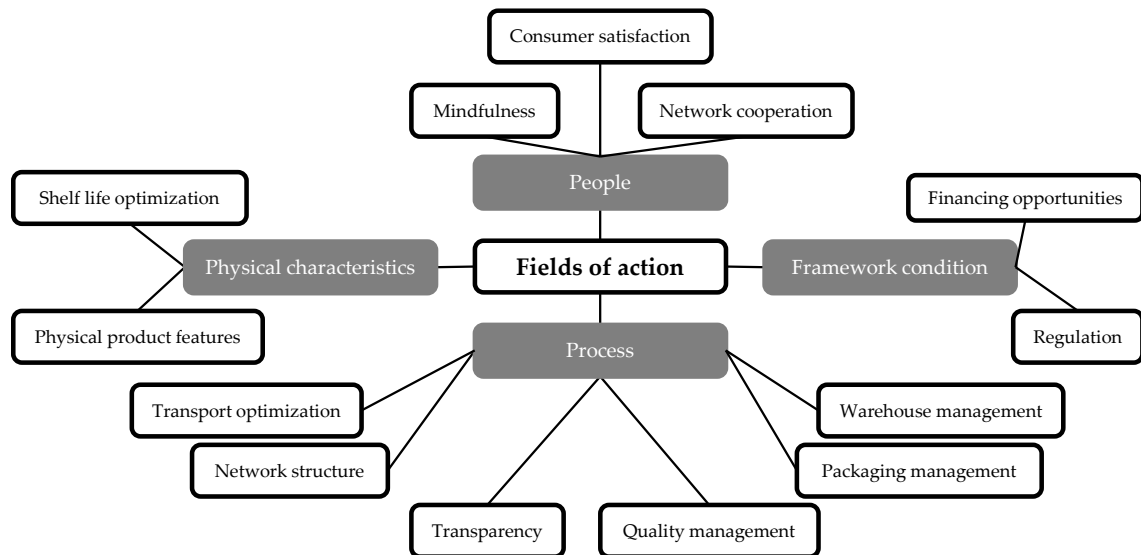 Consumer satisfaction
Mindfulness
Network cooperation
People
Shelf life optimization
Financing opportunities
Physical characteristics
Fields of action
Framework condition
Physical product features
Process
Regulation
Transport optimization
Warehouse management
Network structure
Packaging management
Transparency
Quality management